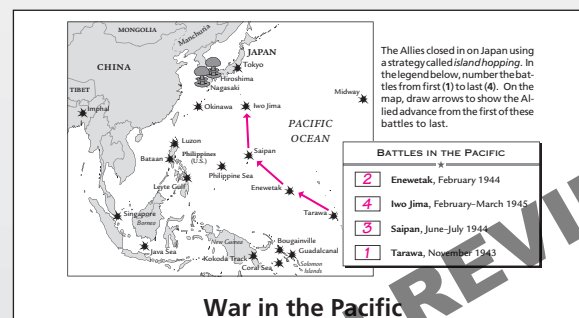 MONGOLIA
Manchuria
JAPAN
CHINA
Tokyo
Hiroshima
Nagasaki
TIBET
Imphal
Okinawa
Iwo Jima
Midway
PACIFIC
OCEAN
Luzon
Bataan
Philippines
(U.S.)
Saipan
Philippine Sea
Leyte Gulf
Enewetak
Tarawa
Singapore
Borneo
Java Sea
New Guinea
Bougainville
Guadalcanal
Kokoda Track
Coral Sea
Solomon
Islands
The Allies closed in on Japan using
a strategy called island hopping. In
the legend below, number the bat-
tles from first (1) to last (4). On the
map, draw arrows to show the Al-
lied advance from the first of these
battles to last.
BATTLES IN THE PACIFIC
2 Enewetak, February 1944
4 Iwo Jima, February–March 1945
3 Saipan, June–July 1944
1 Tarawa, November 1943
War in the Pacific